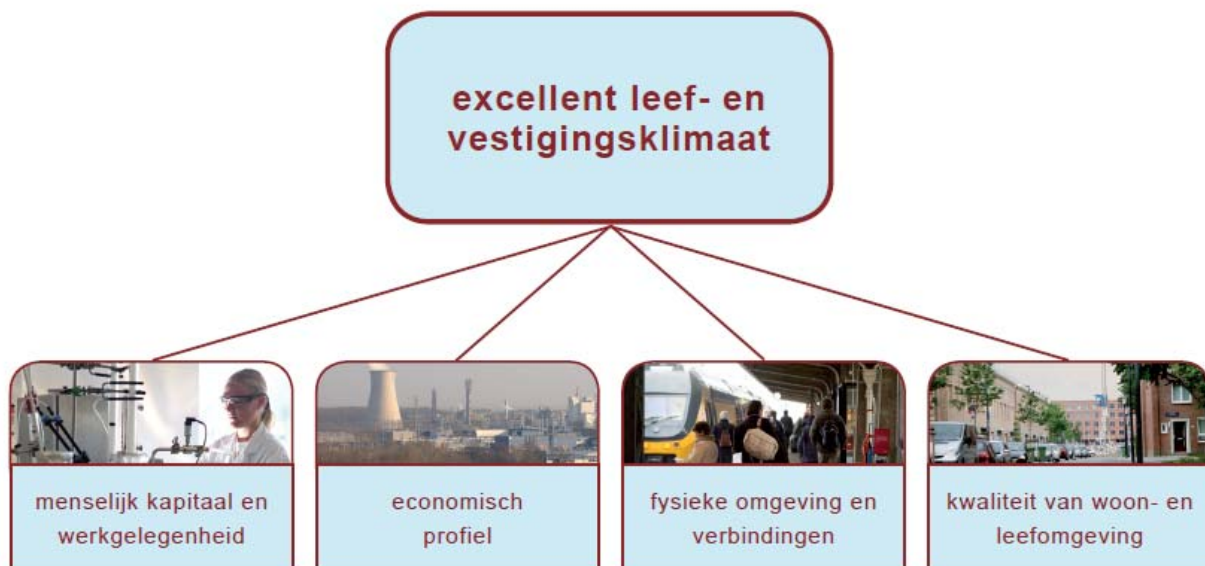 excellent leef- en
vestigingsklimaat
menselijk kapitaal en
werkgelegenheid
economisch
profiel
fysieke omgeving en
verbindingen
kwaliteit van woon- en
leefomgeving